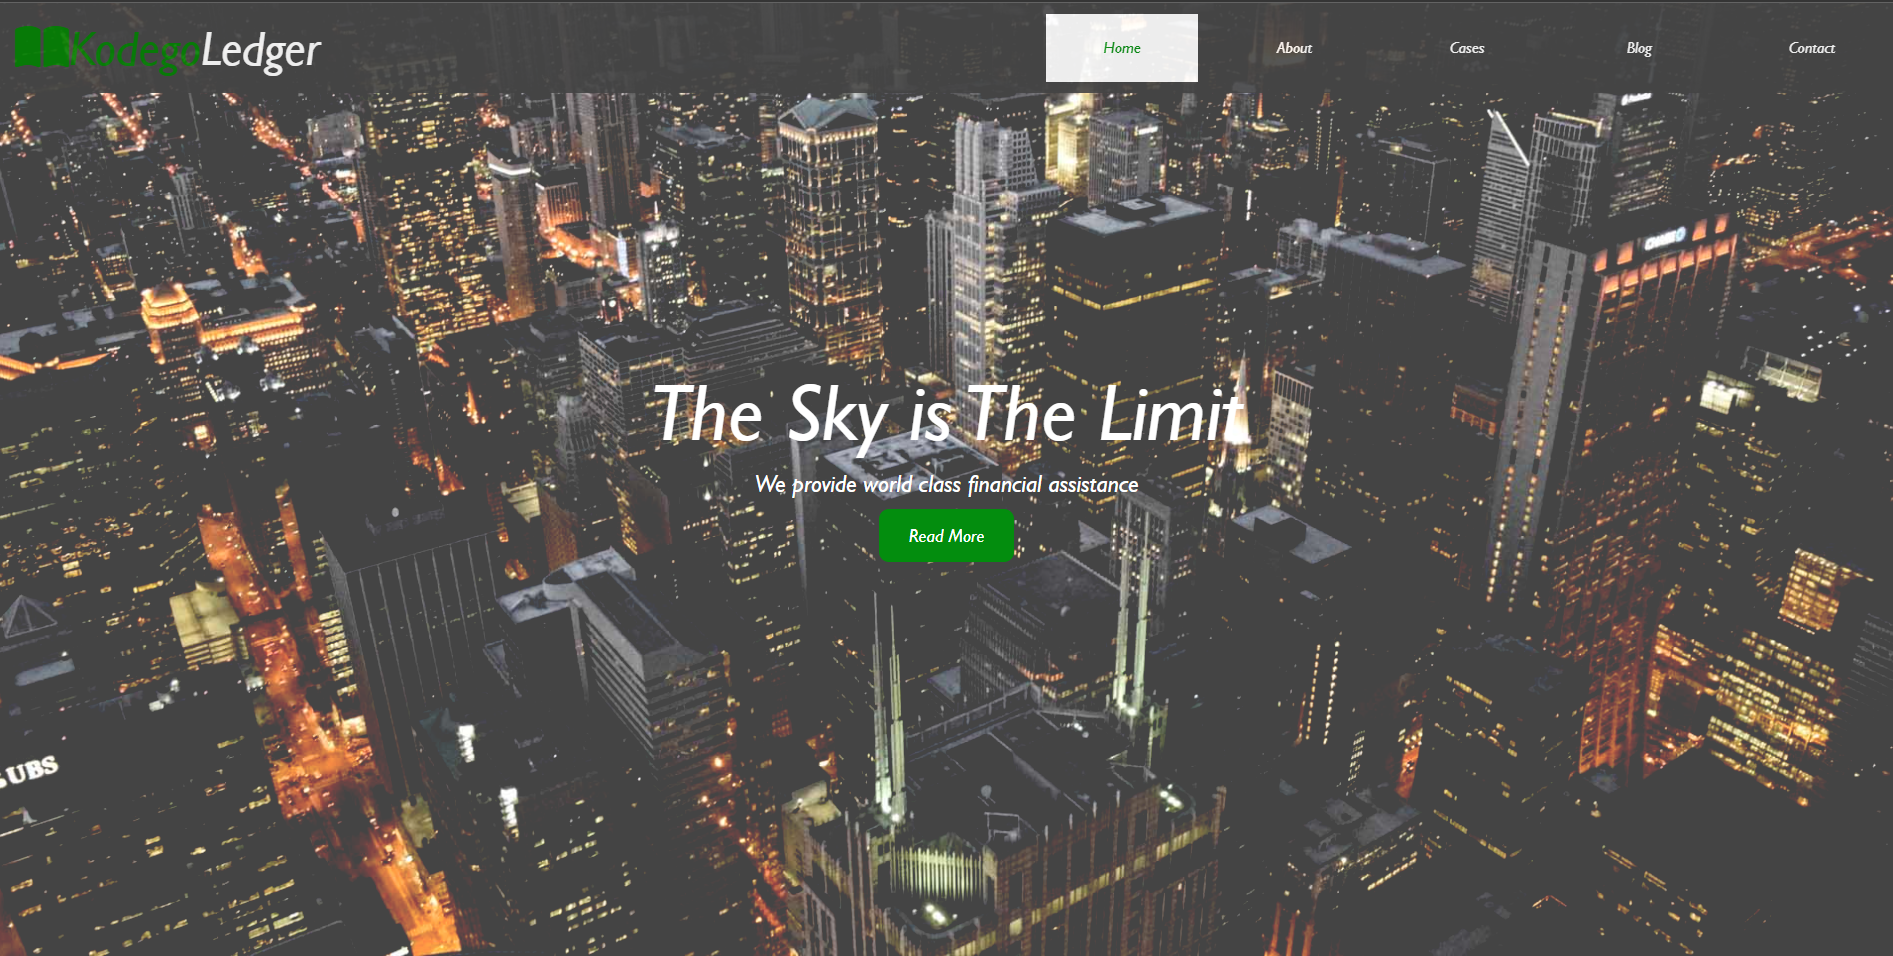 KodegoLedger
Home
About
Cases
Blog
Contact
The Sky is The Limit
We provide world class financial assistance
Read More
CHASE
UBS